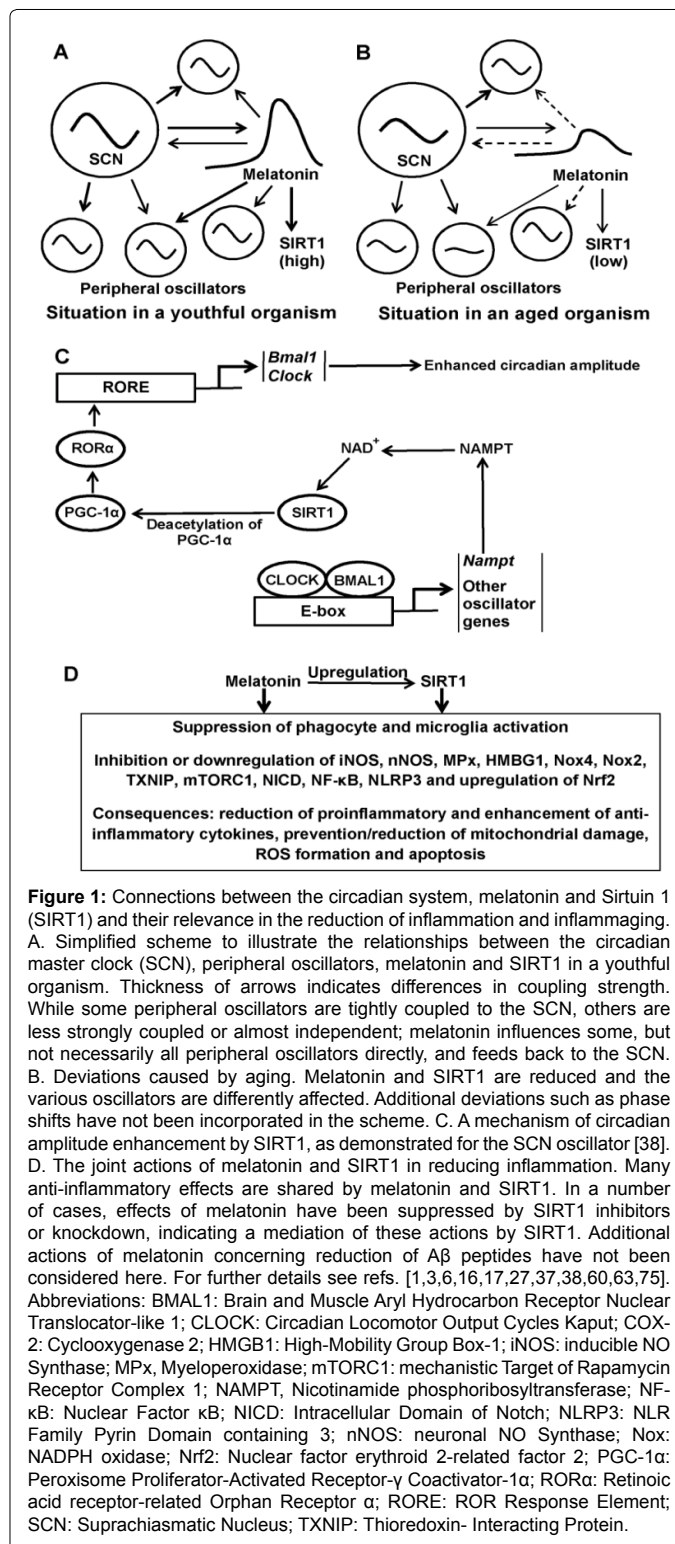 A
SCN
Melatonin
SIRT1
(high)
Peripheral oscillators
Situation in a youthful organism
B
SCN
Melatonin
SIRT1
(low)
Peripheral oscillators
Situation in an aged organism
C
RORE
Bmal1
Clock
Enhanced circadian amplitude
RORα
NAD+
NAMPT
PGC-1α
Deacetylation of
PGC-1α
SIRT1
CLOCK
BMAL1
E-box
Nampt
Other
oscillator
genes
D
Melatonin
Upregulation
SIRT1
Suppression of phagocyte and microglia activation
Inhibition or downregulation of iNOS, nNOS, MPx, HMBG1, Nox4, Nox2,
TXNIP, mTORC1, NICD, NF-κB, NLRP3 and upregulation of Nrf2
Consequences: reduction of proinflammatory and enhancement of anti-
inflammatory cytokines, prevention/reduction of mitochondrial damage,
ROS formation and apoptosis
Figure 1: Connections between the circadian system, melatonin and Sirtuin 1
(SIRT1) and their relevance in the reduction of inflammation and inflammaging.
A. Simplified scheme to illustrate the relationships between the circadian
master clock (SCN), peripheral oscillators, melatonin and SIRT1 in a youthful
organism. Thickness of arrows indicates differences in coupling strength.
While some peripheral oscillators are tightly coupled to the SCN, others are
less strongly coupled or almost independent; melatonin influences some, but
not necessarily all peripheral oscillators directly, and feeds back to the SCN.
B. Deviations caused by aging. Melatonin and SIRT1 are reduced and the
various oscillators are differently affected. Additional deviations such as phase
shifts have not been incorporated in the scheme. C. A mechanism of circadian
amplitude enhancement by SIRT1, as demonstrated for the SCN oscillator [38].
D. The joint actions of melatonin and SIRT1 in reducing inflammation. Many
anti-inflammatory effects are shared by melatonin and SIRT1. In a number
of cases, effects of melatonin have been suppressed by SIRT1 inhibitors
or knockdown, indicating a mediation of these actions by SIRT1. Additional
actions of melatonin concerning reduction of Aβ peptides have not been
considered here. For further details see refs. [1,3,6,16,17,27,37,38,60,63,75].
Abbreviations: BMAL1: Brain and Muscle Aryl Hydrocarbon Receptor Nuclear
Translocator-like 1; CLOCK: Circadian Locomotor Output Cycles Kaput; COX-
2: Cyclooxygenase 2; HMGB1: High-Mobility Group Box-1; iNOS: inducible NO
Synthase; MPx, Myeloperoxidase; mTORC1: mechanistic Target of Rapamycin
Receptor Complex 1; NAMPT, Nicotinamide phosphoribosyltransferase; NF-
κB: Nuclear Factor κB; NICD: Intracellular Domain of Notch; NLRP3: NLR
Family Pyrin Domain containing 3; nNOS: neuronal NO Synthase; Nox:
NADPH oxidase; Nrf2: Nuclear factor erythroid 2-related factor 2; PGC-1α:
Peroxisome Proliferator-Activated Receptor-γ Coactivator-1α; RORα: Retinoic
acid receptor-related Orphan Receptor α; RORE: ROR Response Element;
SCN: Suprachiasmatic Nucleus; TXNIP: Thioredoxin- Interacting Protein.